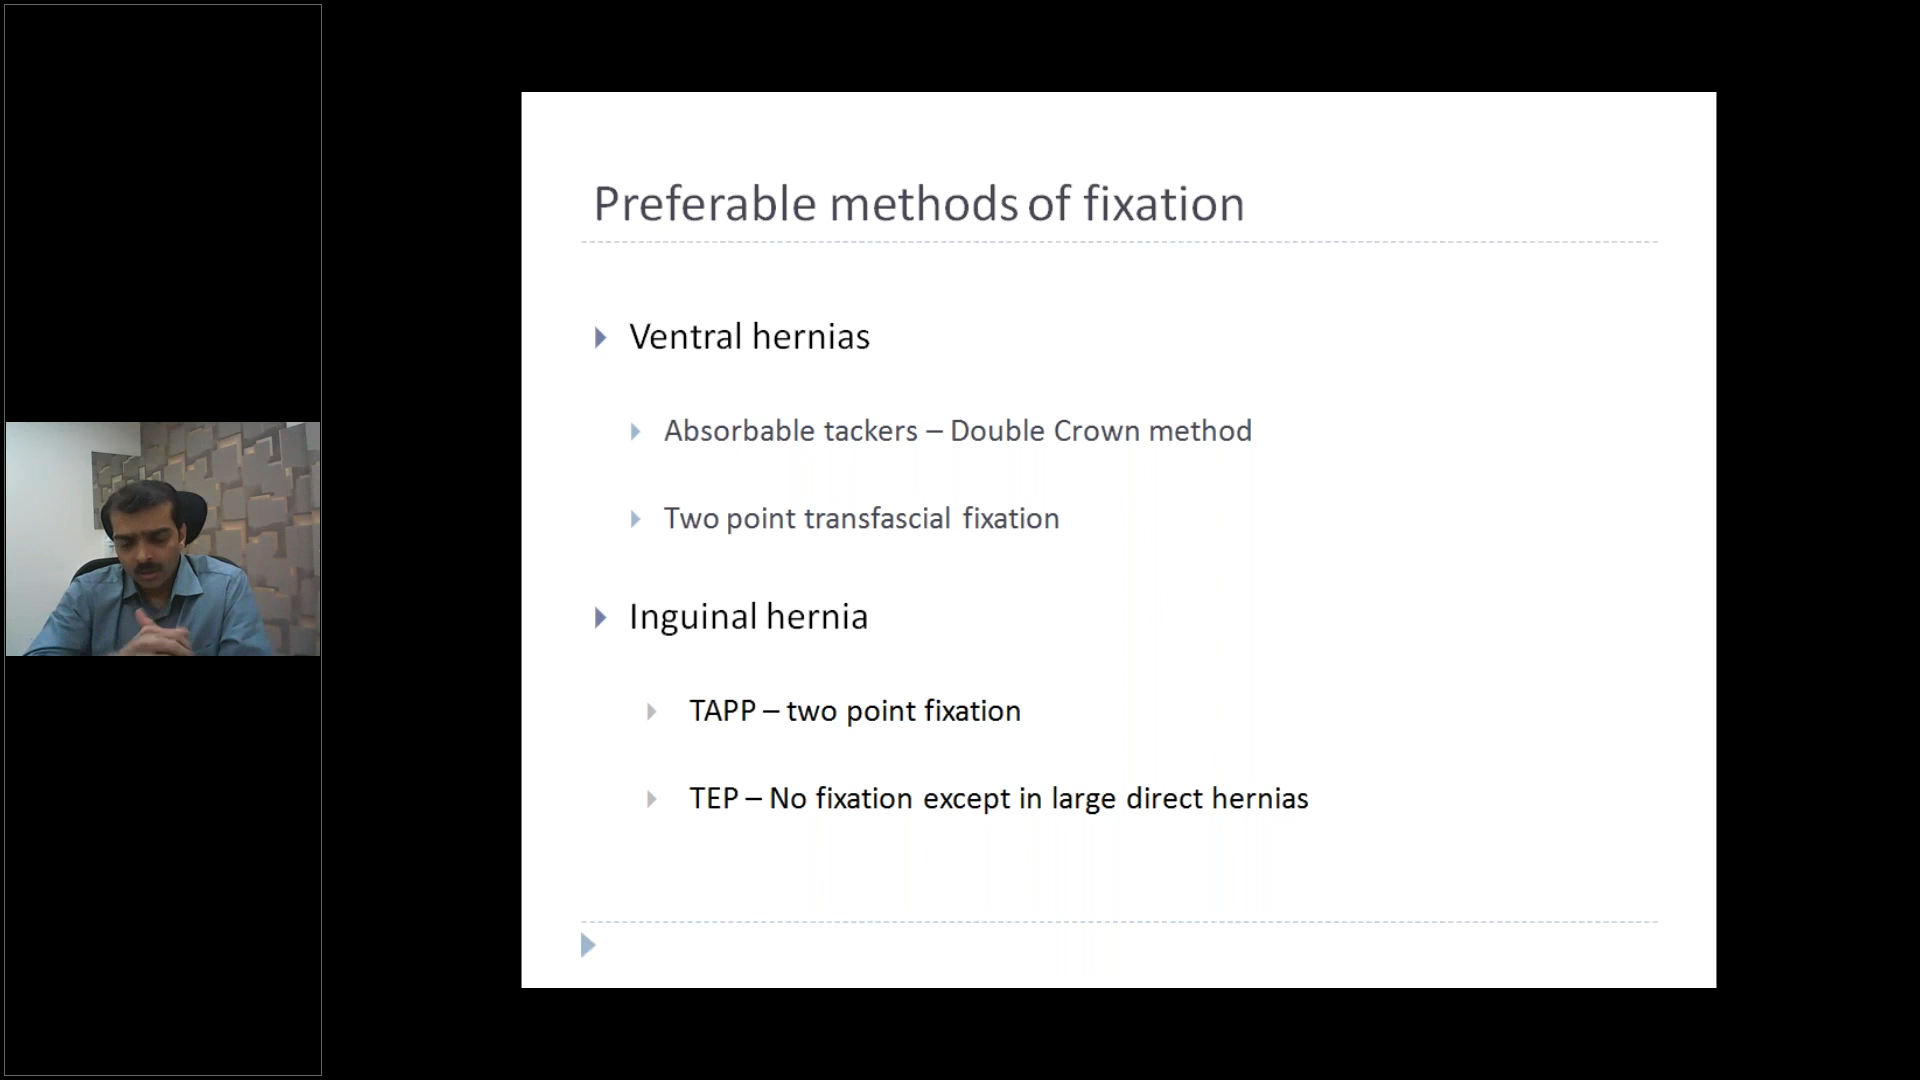 Preferable methods of fixation
Ventral hernias
Absorbable tackers – Double Crown method
Two point transfascial fixation
Inguinal hernia
TAPP – two point fixation
TEP – No fixation except in large direct hernias